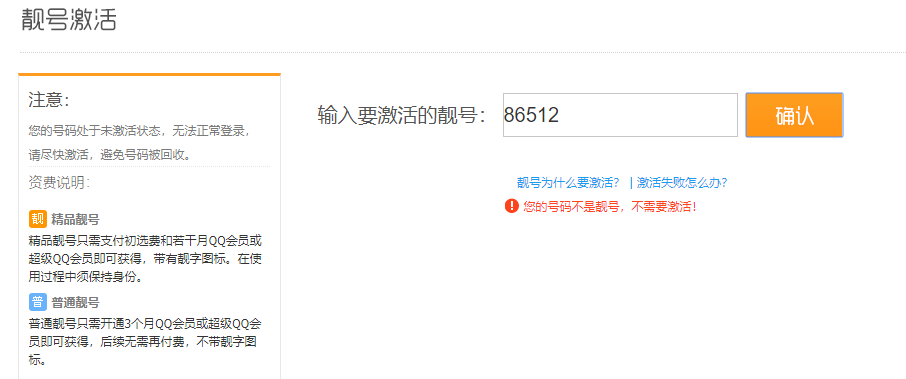 靓号激活
注意：
您的号码处于未激活状态，无法正常登录，
请尽快激活，避免号码被回收。
资费说明：
靓 精品靓号
精品靓号只需支付初选费和若干月QQ会员或
超级QQ会员即可获得，带有靓字图标。在使
用过程中须保持身份。
普 普通靓号
普通靓号只需开通3个月QQ会员或超级QQ会
员即可获得，后续无需再付费，不带靓字图
标。
输入要激活的靓号： 86512 确认
靓号为什么要激活？ | 激活失败怎么办？
您的号码不是靓号，不需要激活！